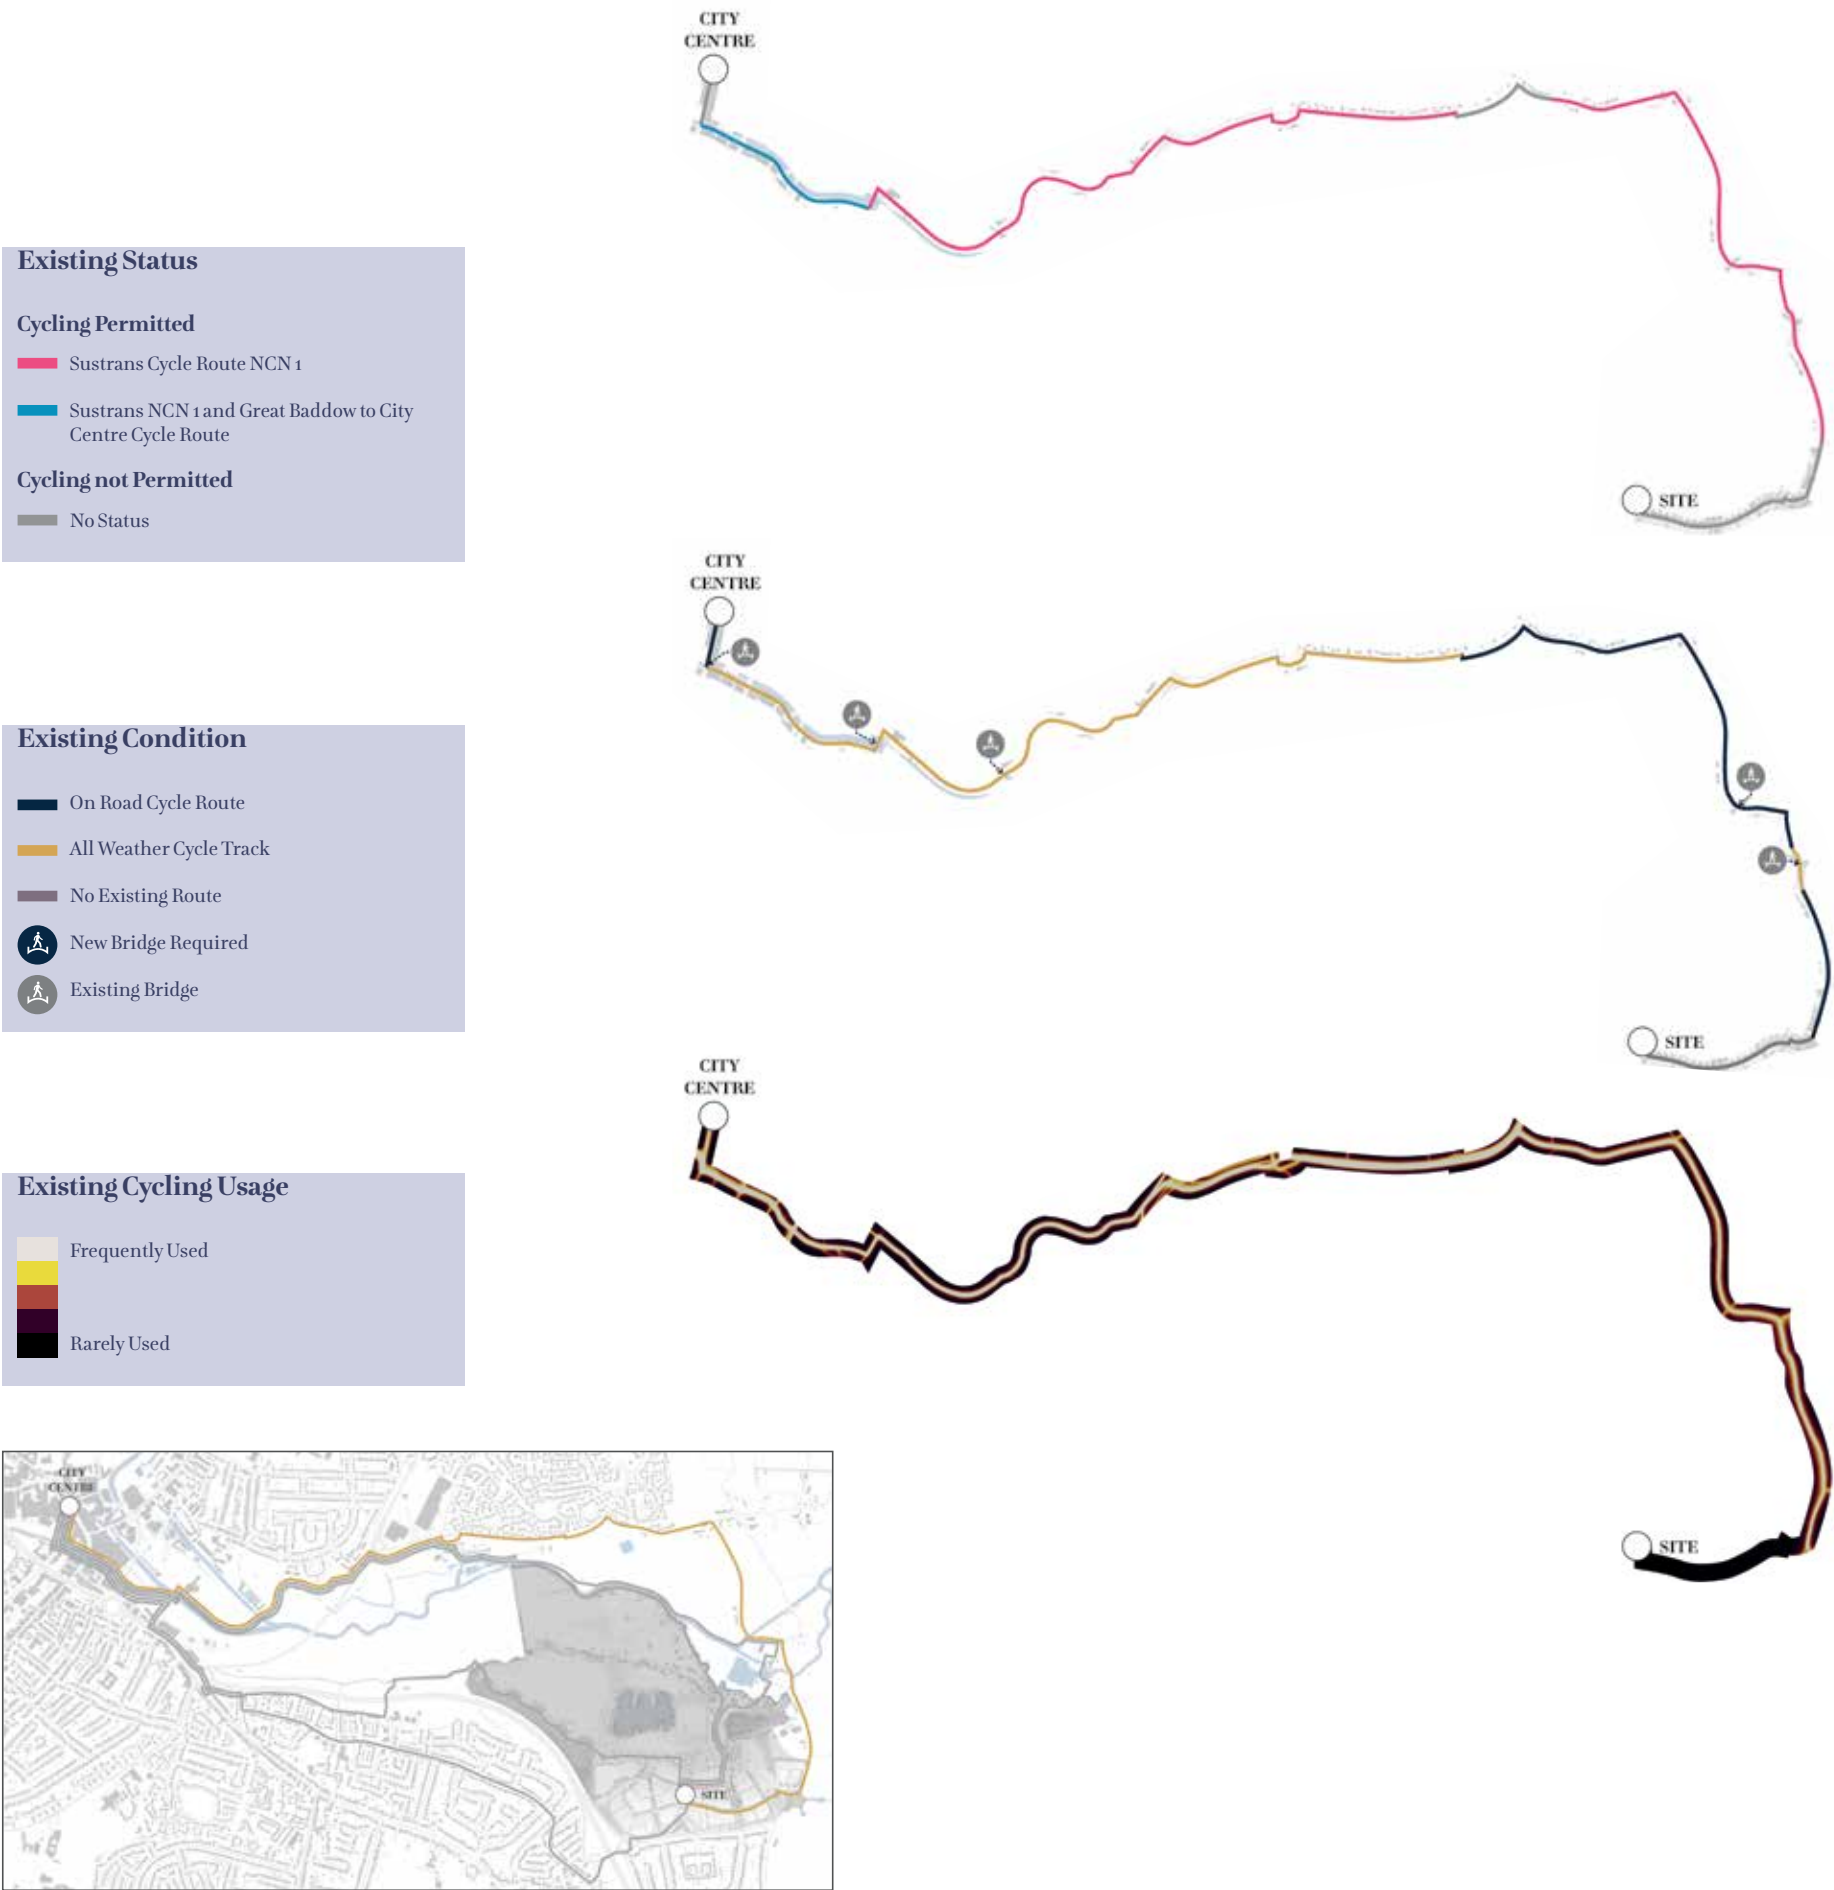 CITY
CENTRE
SITE
Existing Status
Cycling Permitted
Sustrans Cycle Route NCN 1
Sustrans NCN 1 and Great Baddow to City
Centre Cycle Route
Cycling not Permitted
No Status
CITY
CENTRE
SITE
Existing Condition
On Road Cycle Route
All Weather Cycle Track
No Existing Route
New Bridge Required
Existing Bridge
CITY
CENTRE
SITE
Existing Cycling Usage
Frequently Used
Rarely Used
CITY
CENTRE
SITE